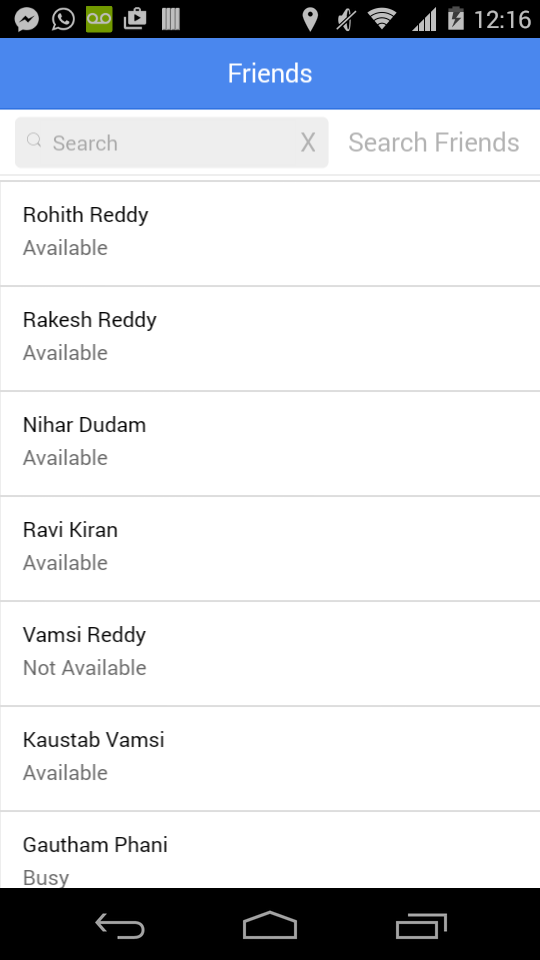 12:16
Friends
Search X Search Friends
Rohith Reddy
Available
Rakesh Reddy
Available
Nihar Dudam
Available
Ravi Kiran
Available
Vamsi Reddy
Not Available
Kaustab Vamsi
Available
Gautham Phani
Busy